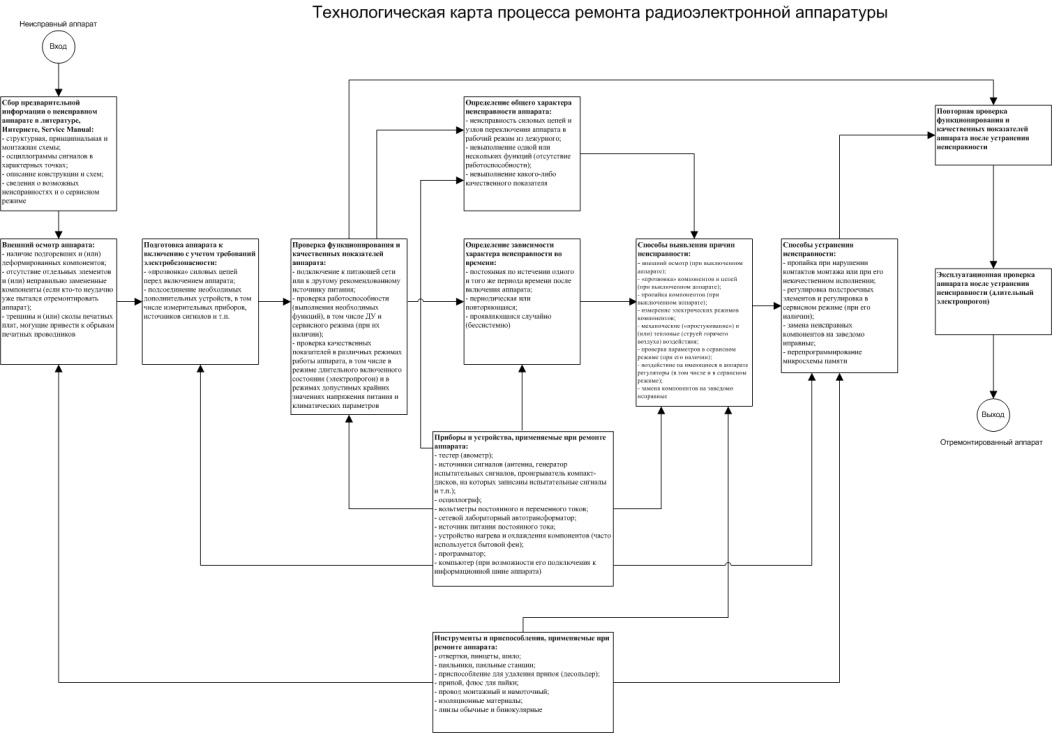 Технологическая карта процесса ремонта радиоэлектронной аппаратуры
Неисправный аппарат
Вход
Сбор предварительной
информации о неисправном
аппарате в литературе,
Интернете, Service Manual:
- структурная, принципиальная и
монтажная схемы;
- осциллограммы сигналов в
характерных точках;
- описание конструкции и схем;
- сведения о возможных
неисправностях и о сервисном
режиме
Внешний осмотр аппарата:
- наличие подгоревших и (или)
деформированных компонентов;
- отсутствие отдельных элементов
и (или) неправильно замененные
компоненты (если кто-то неудачно
уже пытался отремонтировать
аппарат);
- трещины и (или) сколы печатных
плат, могущие привести к обрывам
печатных проводников
Подготовка аппарата к
включению с учетом требований
электробезопасности:
- «прозвонка» силовых цепей
перед включением аппарата;
- подсоединение необходимых
дополнительных устройств, в том
числе измерительных приборов,
источников сигналов и т.п.
Проверка функционирования и
качественных показателей
аппарата:
- подключение к питающей сети
или к другому рекомендованному
источнику питания;
- проверка работоспособности
(выполнения необходимых
функций), в том числе ДУ и
сервисного режима (при их
наличии);
- проверка качественных
показателей в различных режимах
работы аппарата, в том числе в
режиме длительного включенного
состояния (электропрогон) и в
режимах допустимых крайних
значениях напряжения питания и
климатических параметров
Определение общего характера
неисправности аппарата:
- неисправность силовых цепей и
узлов переключения аппарата в
рабочий режим из дежурного;
- невыполнение одной или
нескольких функций (отсутствие
работоспособности);
- невыполнение какого-либо
качественного показателя
Определение зависимости
характера неисправности во
времени:
- постоянная по истечении одного
и того же периода времени после
включения аппарата;
- периодическая или
повторяющаяся;
- проявляющаяся случайно
(бессистемно)
Способы выявления причин
неисправности:
- внешний осмотр (при выключенном
аппарате);
- «прозвонка» компонентов и цепей
(при выключенном аппарате);
- пропайка компонентов (при
выключенном аппарате);
- измерение электрических режимов
компонентов;
- механические («простукивание») и
(или) тепловые (струей горячего
воздуха) воздействия;
- проверка параметров в сервисном
режиме (при его наличии);
- воздействие на имеющиеся в аппарата
регуляторы (в том числе и в сервисном
режиме);
- замена компонентов на заведомо
исправные
Способы устранения
неисправности:
- пропайка при нарушении
контактов монтажа или при его
некачественном исполнении;
- регулировка подстроечных
элементов и регулировка в
сервисном режиме (при его
наличии);
- замена неисправных
компонентов на заведомо
иправные;
- перепрограммирование
микросхемы памяти
Повторная проверка
функционирования и
качественных показателей
аппарата после устранения
неисправности
Эксплуатационная проверка
аппарата после устранения
неисправности (длительный
электропрогон)
Выход
Отремонтированный аппарат
Приборы и устройства, применяемые при ремонте
аппарата:
- тестер (авометр);
- источники сигналов (антенна, генератор
испытательных сигналов, проигрыватель компакт-
дисков, на которых записаны испытательные сигналы
и т.п.);
- осциллограф;
- вольтметры постоянного и переменного токов;
- сетевой лабораторный автотрансформатор;
- источник питания постоянного тока;
- устройство нагрева и охлаждения компонентов (часто
используется бытовой фен);
- программатор;
- компьютер (при возможности его подключения к
информационной шине аппарата)
Инструменты и приспособления, применяемые при
ремонте аппарата:
- отвертки, пинцеты, шило;
- паяльники, паяльные станции;
- приспособление для удаления припоя (десольдер);
- припой, флюс для пайки;
- провод монтажный и намоточный;
- изоляционные материалы;
- линзы обычные и бинокулярные